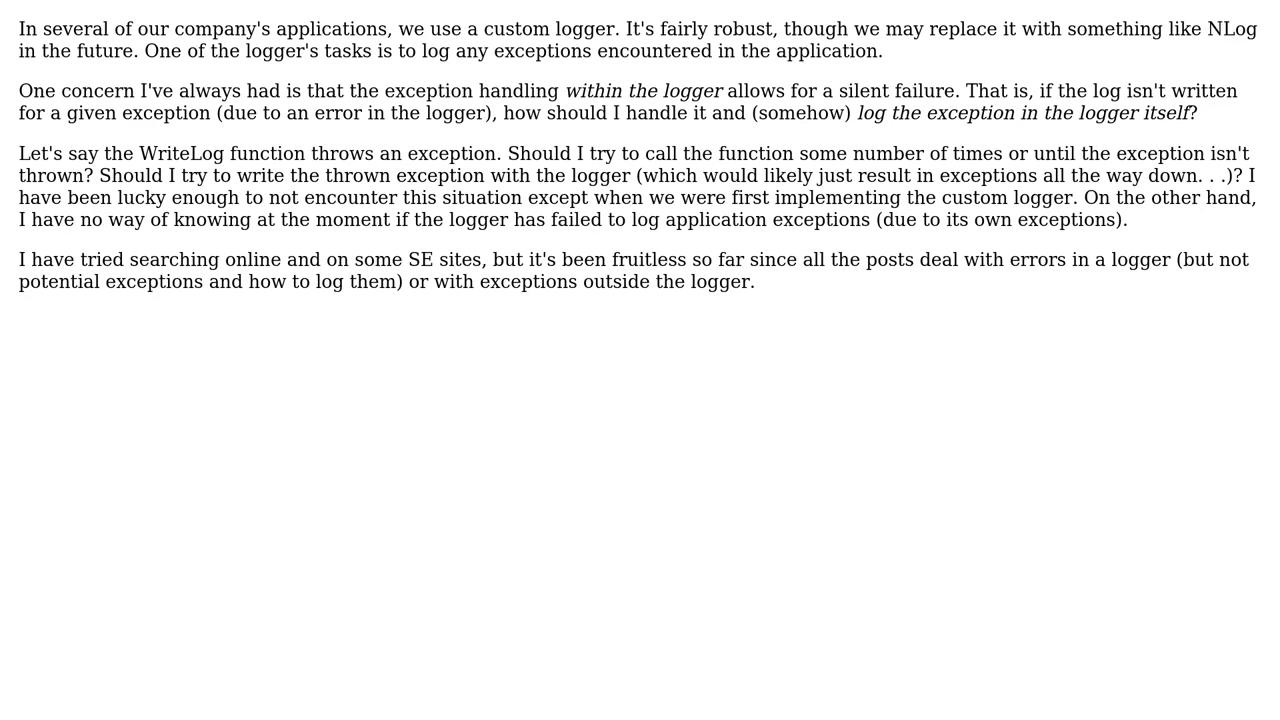 In several of our company's applications, we use a custom logger. It's fairly robust, though we may replace it with something like NLog
in the future. One of the logger's tasks is to log any exceptions encountered in the application.
One concern I've always had is that the exception handling within the logger allows for a silent failure. That is, if the log isn't written
for a given exception (due to an error in the logger), how should I handle it and (somehow) log the exception in the logger itself?
Let's say the WriteLog function throws an exception. Should I try to call the function some number of times or until the exception isn't
thrown? Should I try to write the thrown exception with the logger (which would likely just result in exceptions all the way down. . .)? I
have been lucky enough to not encounter this situation except when we were first implementing the custom logger. On the other hand,
I have no way of knowing at the moment if the logger has failed to log application exceptions (due to its own exceptions).
I have tried searching online and on some SE sites, but it's been fruitless so far since all the posts deal with errors in a logger (but not
potential exceptions and how to log them) or with exceptions outside the logger.